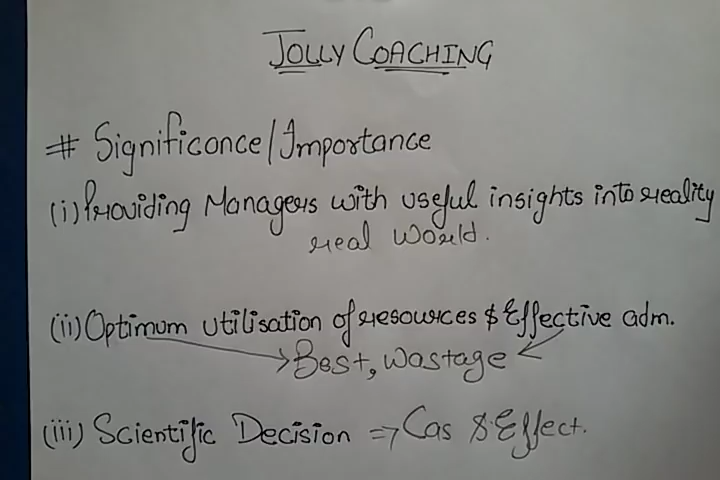 JOLLY COACHING
# Significance/Importance
(i) Providing Managers with useful insights into reality
real world.
(ii) Optimum utilisation of resources & Effective adm.
Best, Wastage
(iii) Scientific Decision => Cas & Effect.